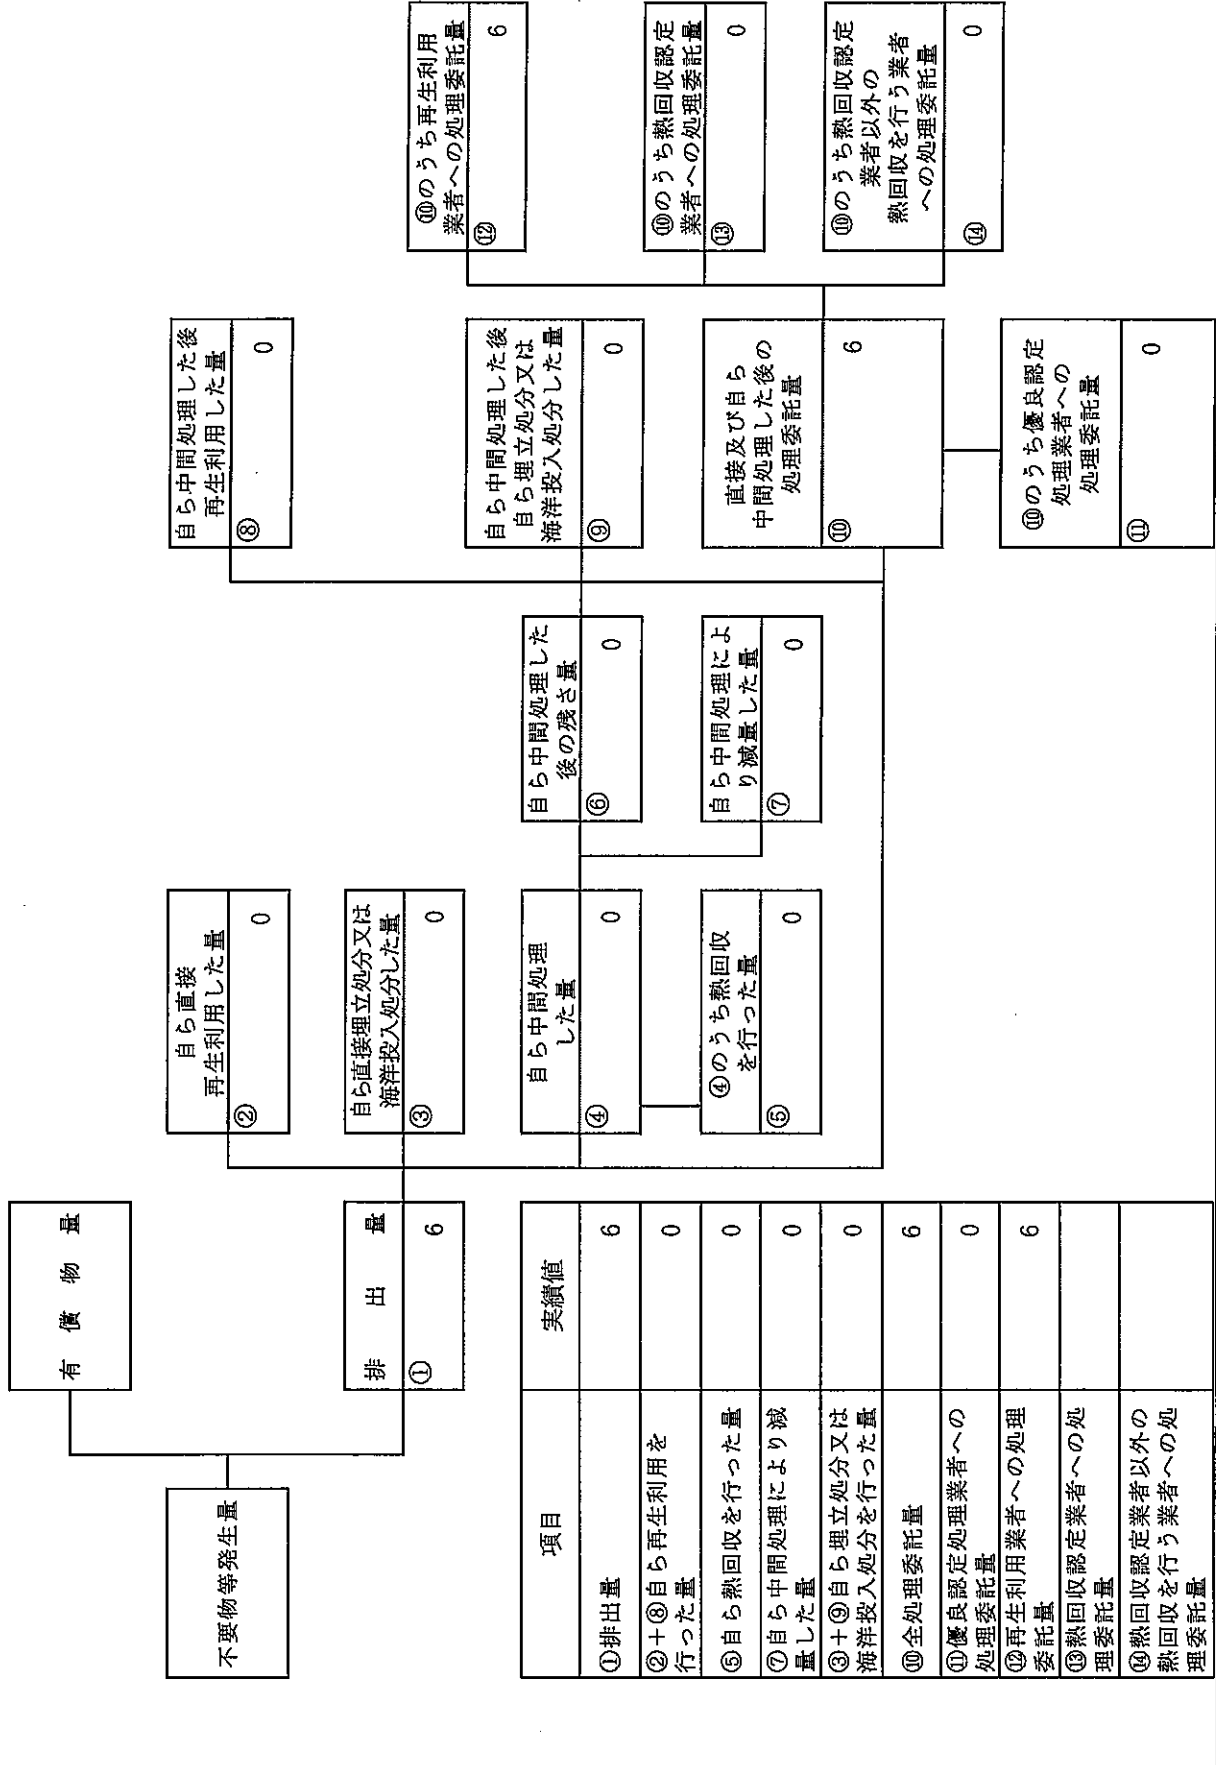 不要物等発生量
有償物量
排出量
①
6
自ら直接
再生利用した量
②
0
自ら直接埋立処分又は
海洋投入処分した量
③
0
自ら中間処理
した量
④
0
④のうち熱回収
を行った量
⑤
0
自ら中間処理した
後の残さ量
⑥
0
自ら中間処理によ
り減量した量
⑦
0
自ら中間処理した後
再生利用した量
⑧
0
自ら中間処理した後
自ら埋立処分又は
海洋投入処分した量
⑨
0
直接及び自ら
中間処理した後の
処理委託量
⑩
6
⑩のうち優良認定
処理業者への
処理委託量
⑪
0
⑩のうち再生利用
業者への処理委託量
⑫
6
⑩のうち熱回収認定
業者への処理委託量
⑬
0
⑩のうち熱回収認定
業者以外の
熱回収を行う業者
への処理委託量
⑭
0
項目 実績値
①排出量 6
②+⑧自ら再生利用を
行った量 0
⑤自ら熱回収を行った量 0
⑦自ら中間処理により減
量した量 0
③+⑨自ら埋立処分又は
海洋投入処分を行った量 0
⑩全処理委託量 6
⑪優良認定処理業者への
処理委託量 0
⑫再生利用業者への処理
委託量 6
⑬熱回収認定業者への処
理委託量
⑭熱回収認定業者以外の
熱回収を行う業者への処
理委託量